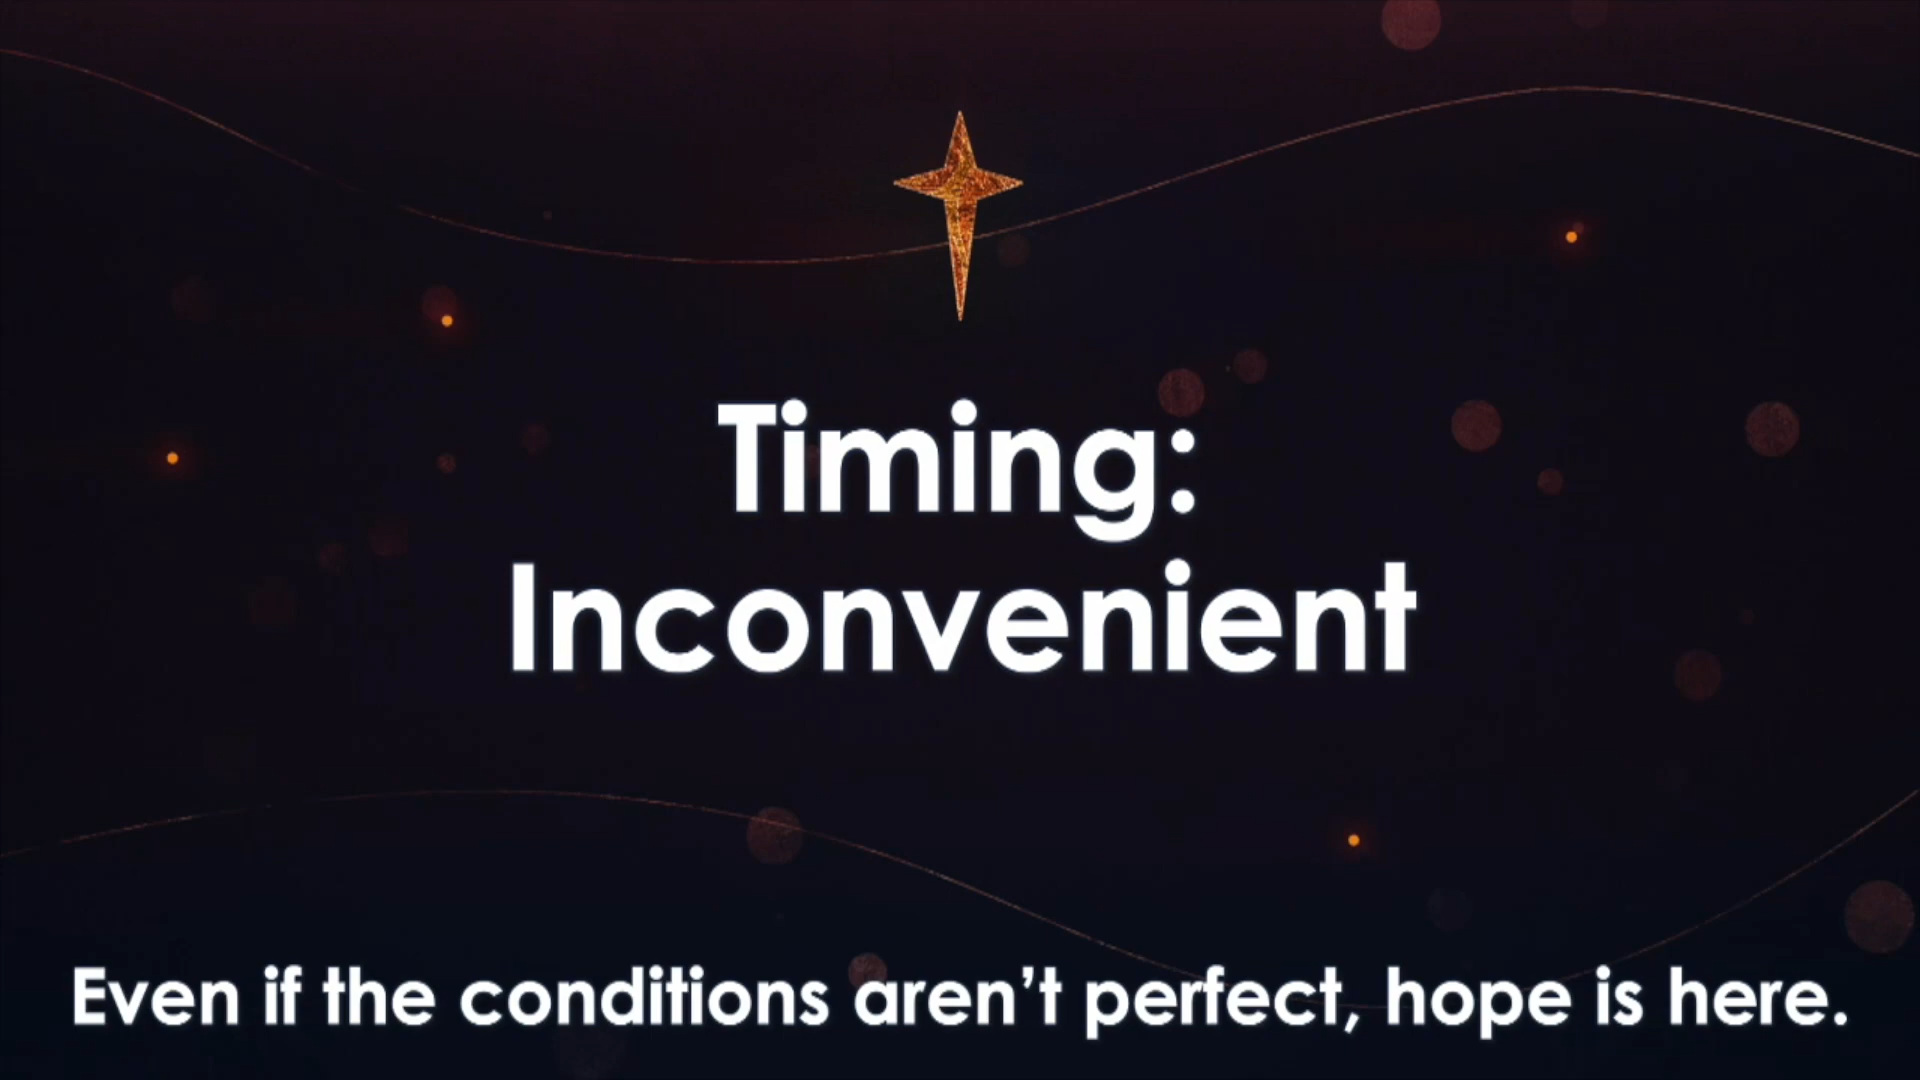 Timing:
Inconvenient
Even if the conditions aren’t perfect, hope is here.